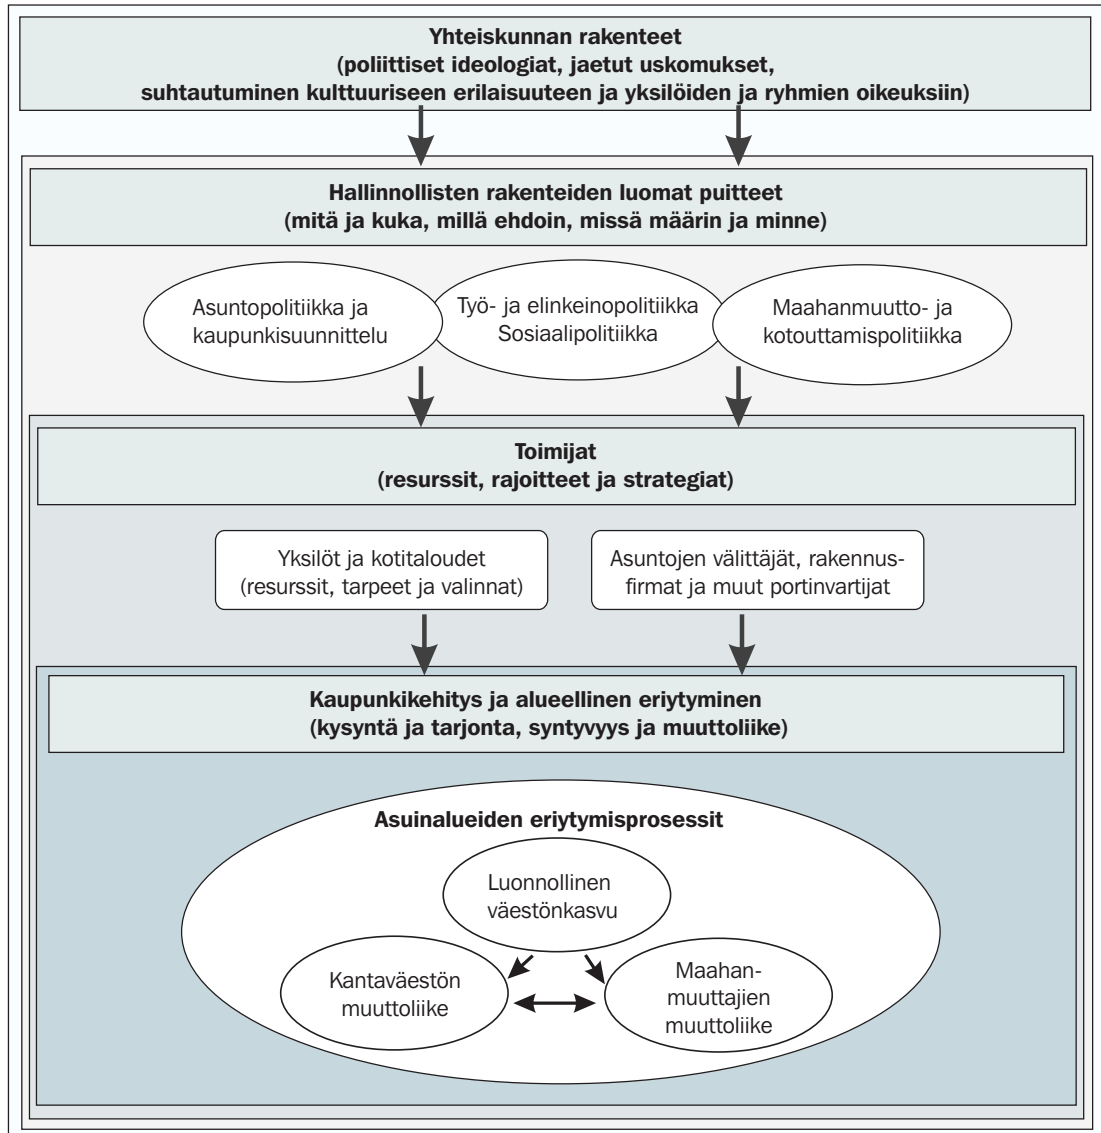 Yhteiskunnan rakenteet
(poliittiset ideologiat, jaetut uskomukset,
suhtautuminen kulttuuriseen erilaisuuteen ja yksilöiden ja ryhmien oikeuksiin)
Hallinnollisten rakenteiden luomat puitteet
(mitä ja kuka, millä ehdoin, missä määrin ja minne)
Asuntopolitiikka ja
kaupunkisuunnittelu
Työ- ja elinkeinopolitiikka
Sosiaalipolitiikka
Maahanmuutto- ja
kotouttamispolitiikka
Toimijat
(resurssit, rajoitteet ja strategiat)
Yksilöt ja kotitaloudet
(resurssit, tarpeet ja valinnat)
Asuntojen välittäjät, rakennus-
firmat ja muut portinvartijat
Kaupunkikehitys ja alueellinen eriytyminen
(kysyntä ja tarjonta, syntyvyys ja muuttoliike)
Asuinalueiden eriytymisprosessit
Luonnollinen
väestönkasvu
Kantaväestön
muuttoliike
Maahan-
muuttajien
muuttoliike